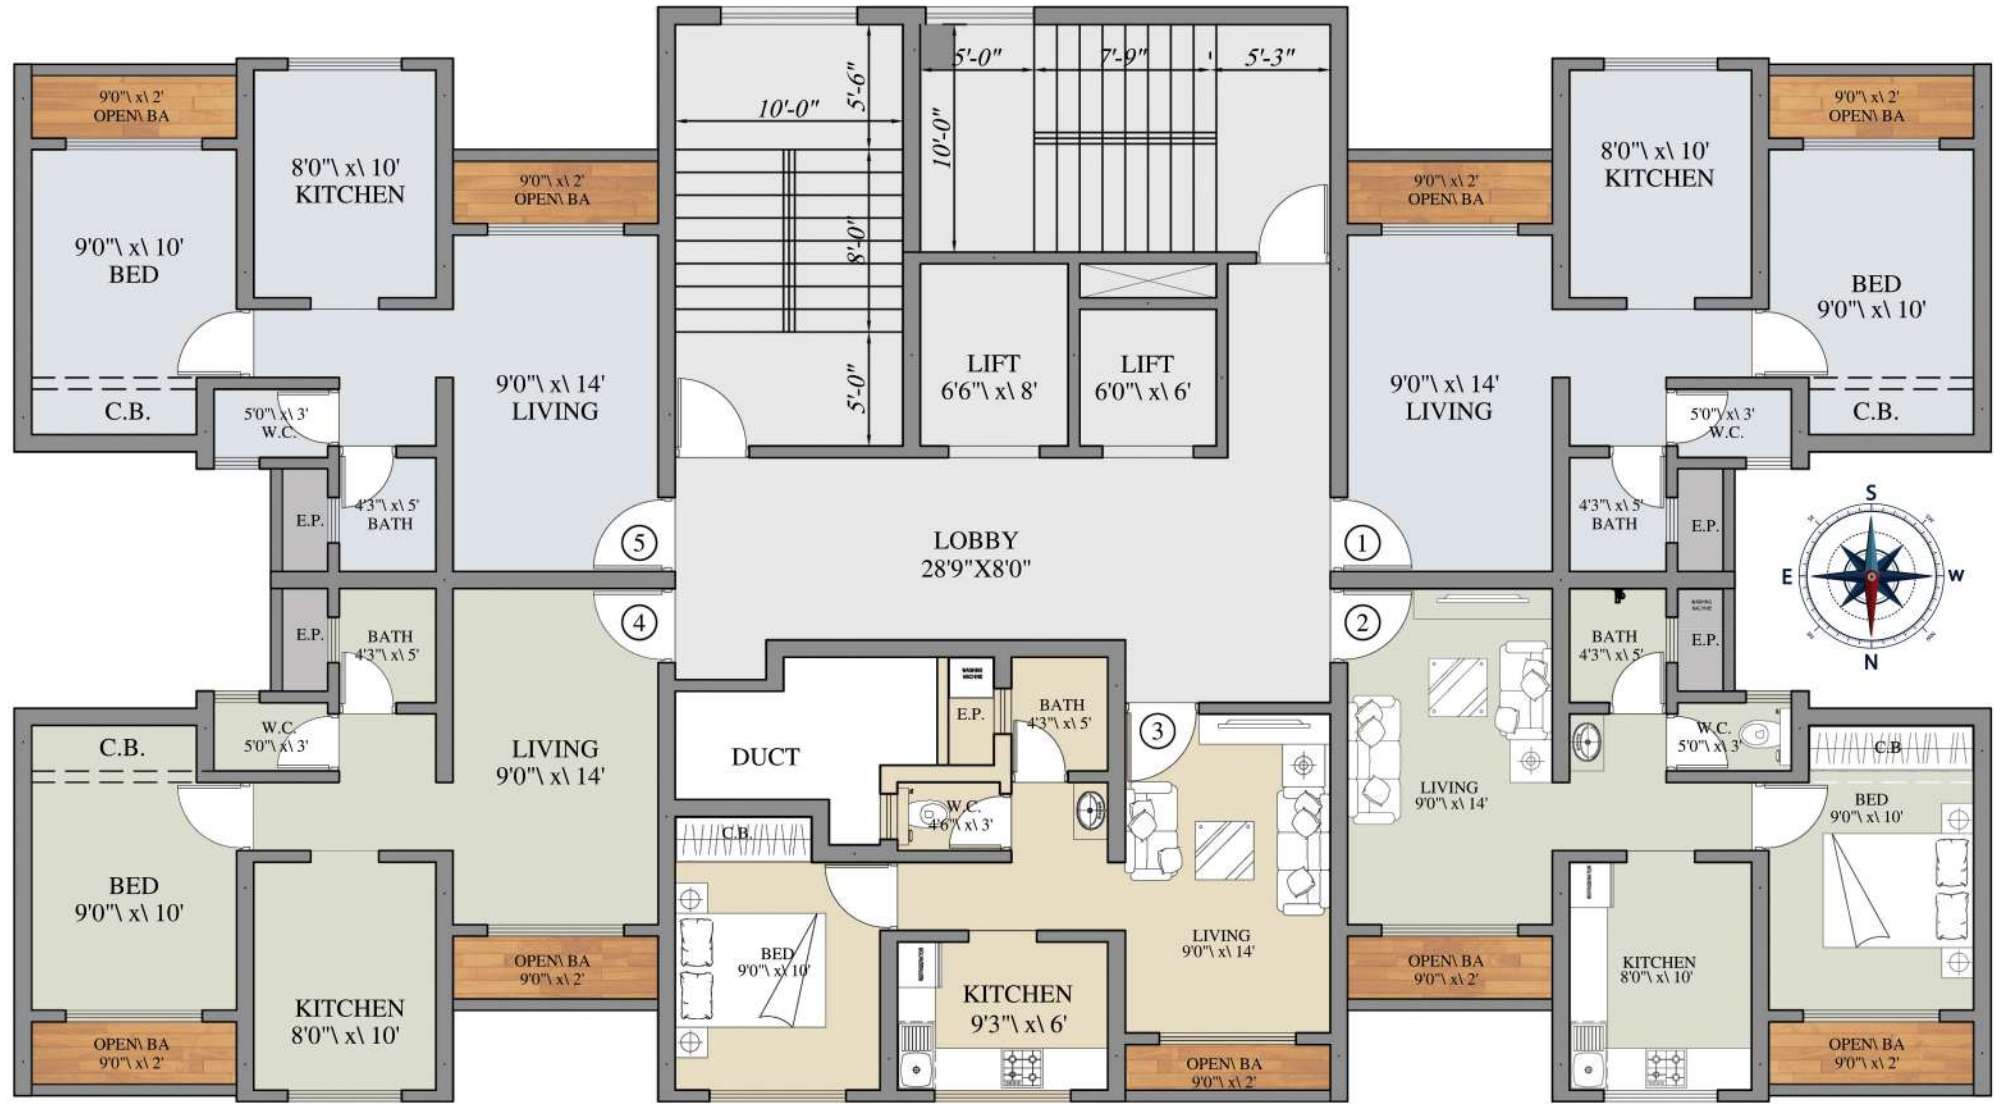 9'0"\ x\ 2'
OPEN\ BA
8'0"\ x\ 10'
KITCHEN
9'0"\ x\ 2'
OPEN\ BA
9'0"\ x\ 10'
BED
C.B.
5'0"\ x\ 3'
W.C.
4'3"\ x\ 5'
BATH
E.P.
9'0"\ x\ 14'
LIVING
5
10'-0"
5'-6"
8'-0"
5'-0"
5'-0"
7'-9"
5'-3"
10'-0"
LIFT
6'6"\ x\ 8'
LIFT
6'0"\ x\ 6'
LOBBY
28'9"X8'0"
9'0"\ x\ 2'
OPEN\ BA
8'0"\ x\ 10'
KITCHEN
9'0"\ x\ 2'
OPEN\ BA
BED
9'0"\ x\ 10'
C.B.
9'0"\ x\ 14'
LIVING
5'0"\ x\ 3'
W.C.
4'3"\ x\ 5'
BATH
E.P.
1
S
SW
W
N
E
E.P.
BATH
4'3"\ x\ 5'
4
W.C.
5'0"\ x\ 3'
C.B.
LIVING
9'0"\ x\ 14'
BED
9'0"\ x\ 10'
KITCHEN
8'0"\ x\ 10'
OPEN\ BA
9'0"\ x\ 2'
OPEN\ BA
9'0"\ x\ 2'
DUCT
E.P.
BATH
4'3"\ x\ 5'
3
W.C.
4'6"\ x\ 3'
C.B.
BED
9'0"\ x\ 10'
KITCHEN
9'3"\ x\ 6'
LIVING
9'0"\ x\ 14'
OPEN\ BA
9'0"\ x\ 2'
2
BATH
4'3"\ x\ 5'
E.P.
W.C.
5'0"\ x\ 3'
C.B
LIVING
9'0"\ x\ 14'
BED
9'0"\ x\ 10'
KITCHEN
8'0"\ x\ 10'
OPEN\ BA
9'0"\ x\ 2'
OPEN\ BA
9'0"\ x\ 2'